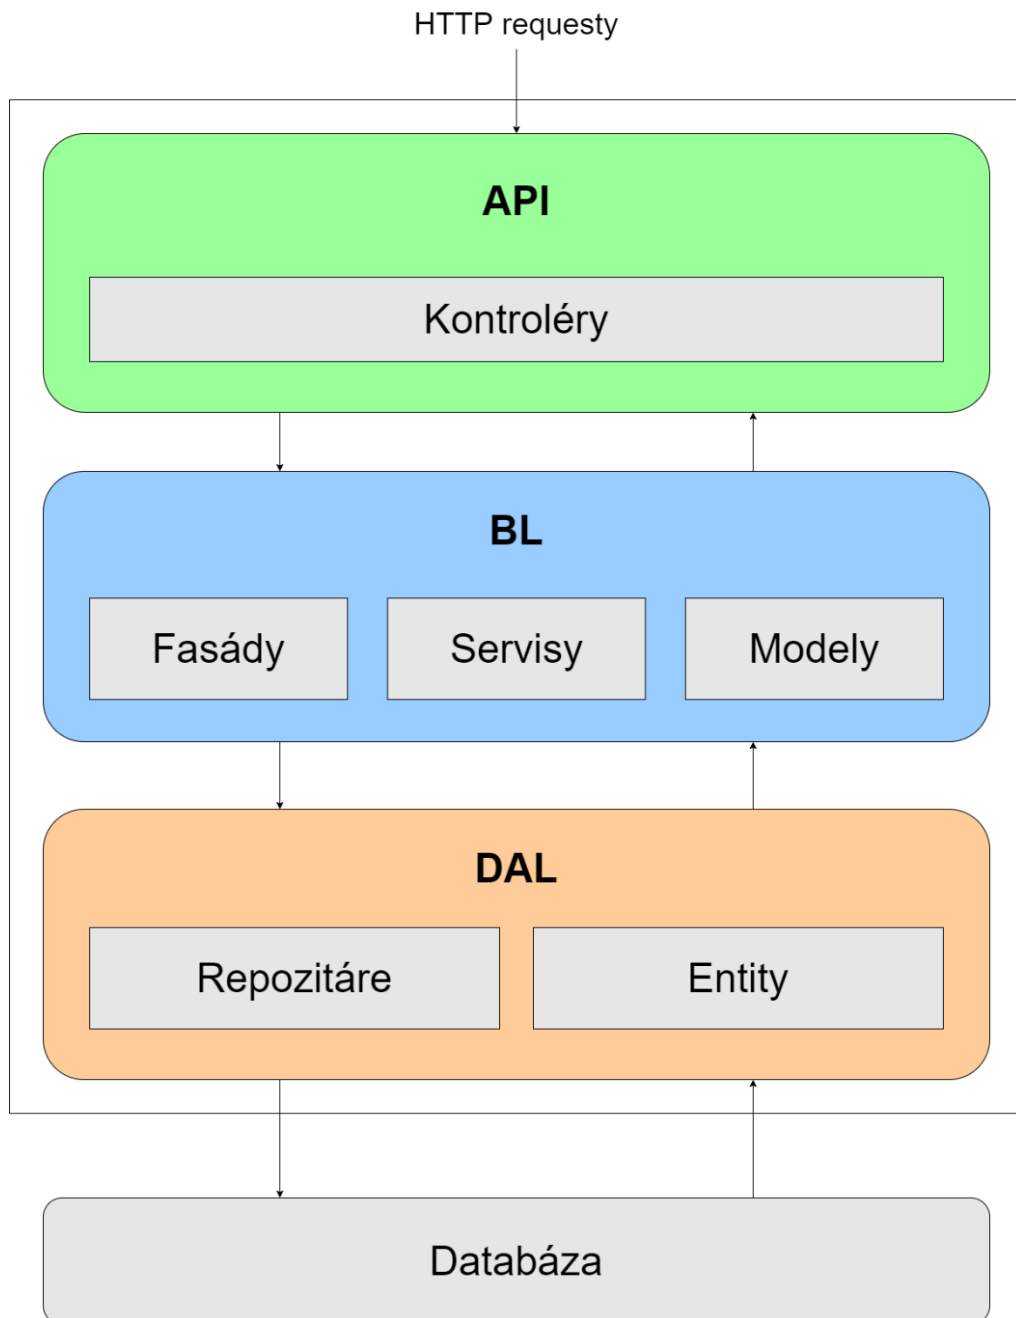 HTTP requesty
API
Kontroléry
BL
Fasády
Servisy
Modely
DAL
Repozitáre
Entity
Databáza